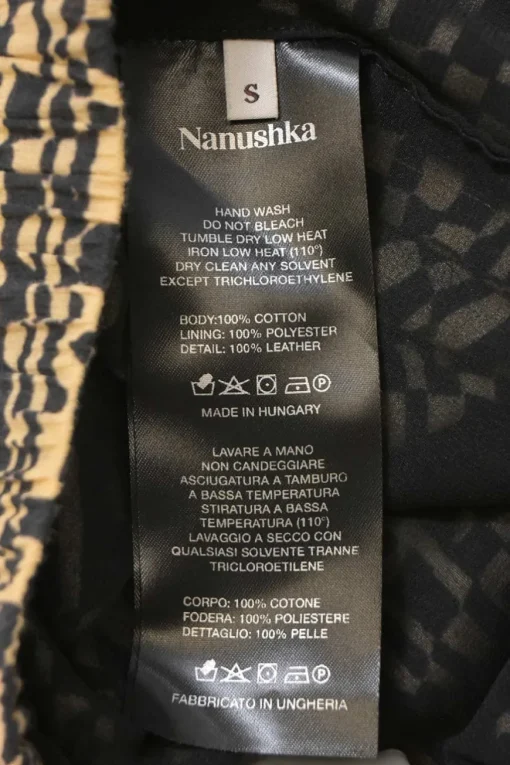 S
Nanushka
HAND WASH
DO NOT BLEACH
TUMBLE DRY LOW HEAT
IRON LOW HEAT (110°)
DRY CLEAN ANY SOLVENT
EXCEPT TRICHLOROETHYLENE
BODY:100% COTTON
LINING: 100% POLYESTER
DETAIL: 100% LEATHER
P
MADE IN HUNGARY
LAVARE A MANO
NON CANDEGGIARE
ASCIUGATURA A TAMBURO
A BASSA TEMPERATURA
STIRATURA A BASSA
TEMPERATURA (110°)
LAVAGGIO A SECCO CON
QUALSIASI SOLVENTE TRANNE
TRICLOROETILENE
CORPO: 100% COTONE
FODERA: 100% POLIESTERE
DETTAGLIO: 100% PELLE
P
FABBRICATO IN UNGHERIA